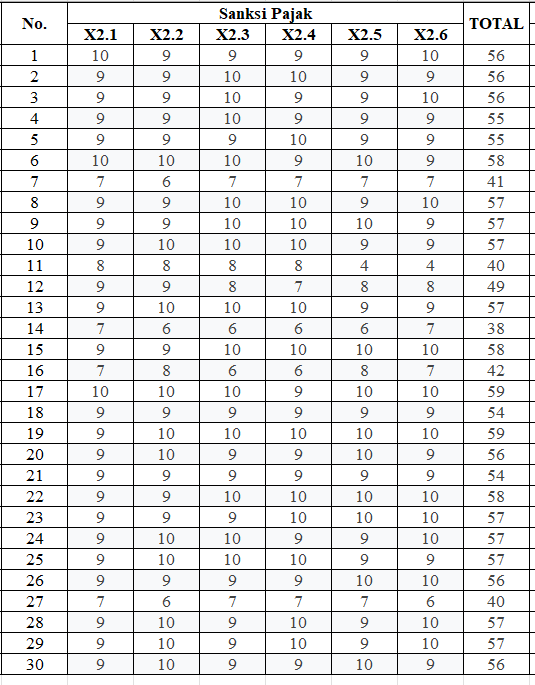 No. Sanksi Pajak TOTAL
X2.1 X2.2 X2.3 X2.4 X2.5 X2.6
1 10 9 9 9 9 10 56
2 9 9 10 10 9 9 56
3 9 9 10 9 9 10 56
4 9 9 10 9 9 9 55
5 9 9 9 10 9 9 55
6 10 10 10 9 10 9 58
7 7 6 7 7 7 7 41
8 9 9 10 10 9 10 57
9 9 9 10 10 10 9 57
10 9 10 10 10 9 9 57
11 8 8 8 8 4 4 40
12 9 9 8 7 8 8 49
13 9 10 10 10 9 9 57
14 7 6 6 6 6 7 38
15 9 9 10 10 10 10 58
16 7 8 6 6 8 7 42
17 10 10 10 9 10 10 59
18 9 9 9 9 9 9 54
19 9 10 10 10 10 10 59
20 9 10 9 9 10 9 56
21 9 9 9 9 9 9 54
22 9 9 10 10 10 10 58
23 9 9 9 10 10 10 57
24 9 10 10 9 9 10 57
25 9 10 10 10 9 9 57
26 9 9 9 9 10 10 56
27 7 6 7 7 7 6 40
28 9 10 9 10 9 10 57
29 9 10 9 10 9 10 57
30 9 10 9 9 10 9 56